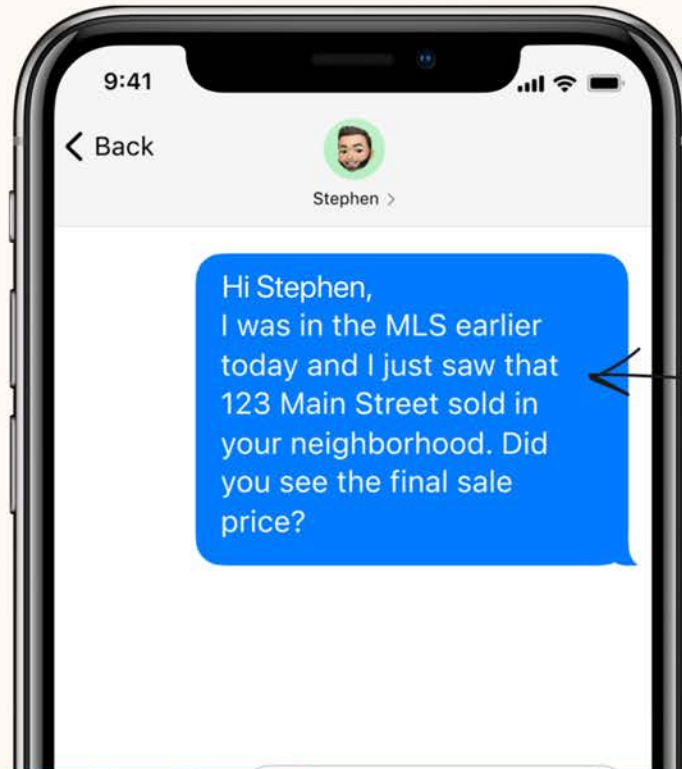 9:41
Back
Stephen >
Hi Stephen,
I was in the MLS earlier
today and I just saw that
123 Main Street sold in
your neighborhood. Did
you see the final sale
price?